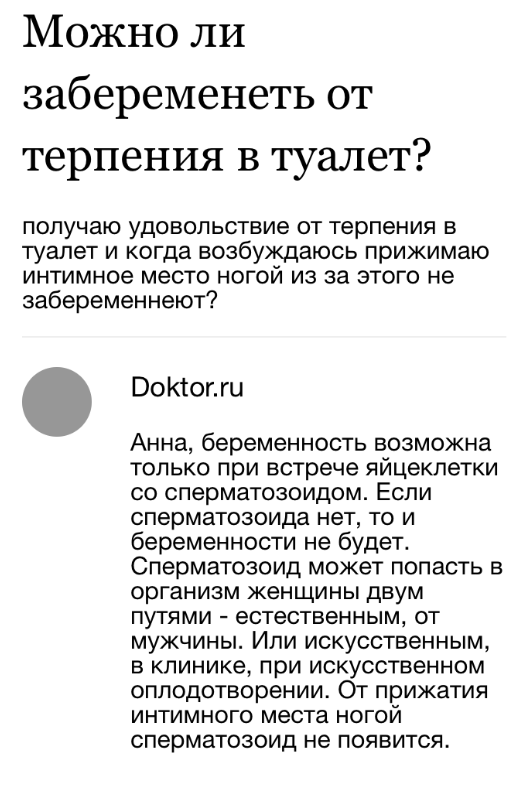 Можно ли
забеременеть от
терпения в туалет?
получаю удовольствие от терпения в
туалет и когда возбуждаюсь прижимаю
интимное место ногой из за этого не
забеременнеют?
Doktor.ru
Анна, беременность возможна
только при встрече яйцеклетки
со сперматозоидом. Если
сперматозоида нет, то и
беременности не будет.
Сперматозоид может попасть в
организм женщины двум
путями - естественным, от
мужчины. Или искусственным,
в клинике, при искусственном
оплодотворении. От прижатия
интимного места ногой
сперматозоид не появится.